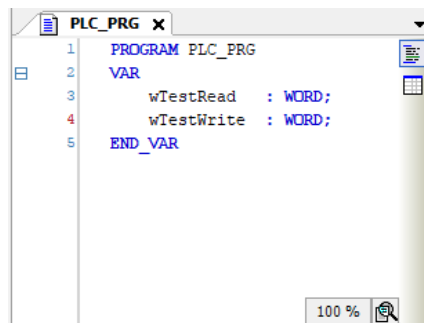 PLC_PRG
1 PROGRAM PLC_PRG
2 VAR
3 wTestRead : WORD;
4 wTestWrite : WORD;
5 END_VAR
100 %